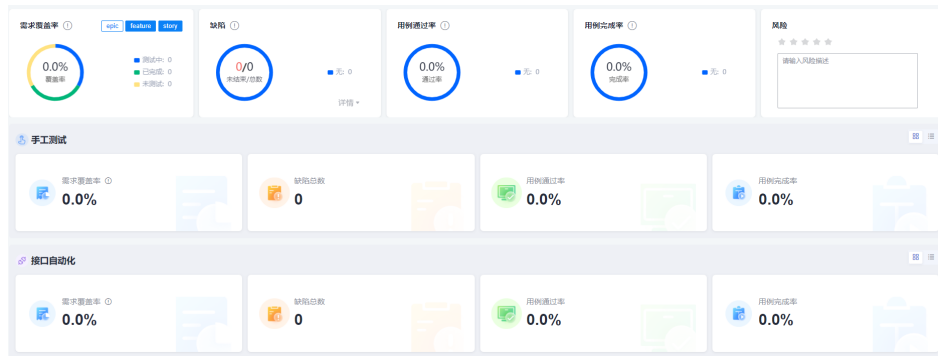 需求覆盖率
epic feature story
0.0%
覆盖率
测试中: 0
已完成: 0
未测试: 0
缺陷
0/0
未结束/总数
无: 0
详情
用例通过率
0.0%
通过率
无: 0
用例完成率
0.0%
完成率
无: 0
风险
请输入风险描述
手工测试
需求覆盖率
0.0%
缺陷总数
0
用例通过率
0.0%
用例完成率
0.0%
接口自动化
需求覆盖率
0.0%
缺陷总数
0
用例通过率
0.0%
用例完成率
0.0%